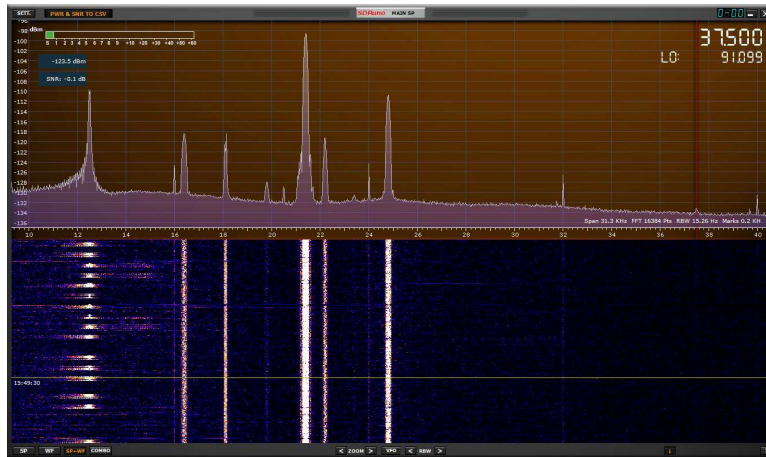 SETT. PWR & SNR TO CSV SDRuno MAIN SP 0-00
-96
dBm
S 1 2 3 4 5 6 7 8 9 +10 +20 +30 +40 +50 +60
37.500
LO: 91.099
-98
-100
-102
-104
-123.5 dBm
-106
-108
SNR: -0.1 dB
-110
-112
-114
-116
-118
-120
-122
-124
-126
-128
-130
-132
-134
-136
Span 31.3 KHz FFT 16384 Pts RBW 15.26 Hz Marks 0.2 KH
10 12 14 16 18 20 22 24 26 28 30 32 34 36 38 40
15:49:30
SP WF SP+WF COMBO < ZOOM > VFO < RBW > i